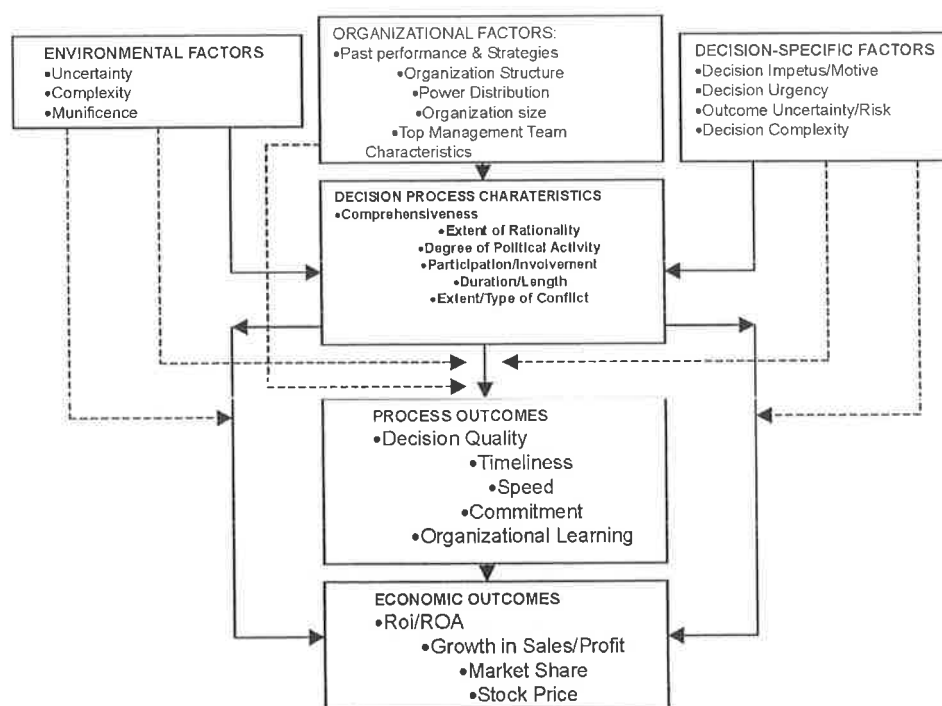 ENVIRONMENTAL FACTORS
•Uncertainty
•Complexity
•Munificence
ORGANIZATIONAL FACTORS:
•Past performance & Strategies
•Organization Structure
•Power Distribution
•Organization size
•Top Management Team
Characteristics
DECISION-SPECIFIC FACTORS
•Decision Impetus/Motive
•Decision Urgency
•Outcome Uncertainty/Risk
•Decision Complexity
DECISION PROCESS CHARATERISTICS
•Comprehensiveness
•Extent of Rationality
•Degree of Political Activity
•Participation/Involvement
•Duration/Length
•Extent/Type of Conflict
PROCESS OUTCOMES
•Decision Quality
•Timeliness
•Speed
•Commitment
•Organizational Learning
ECONOMIC OUTCOMES
•Roi/ROA
•Growth in Sales/Profit
•Market Share
•Stock Price